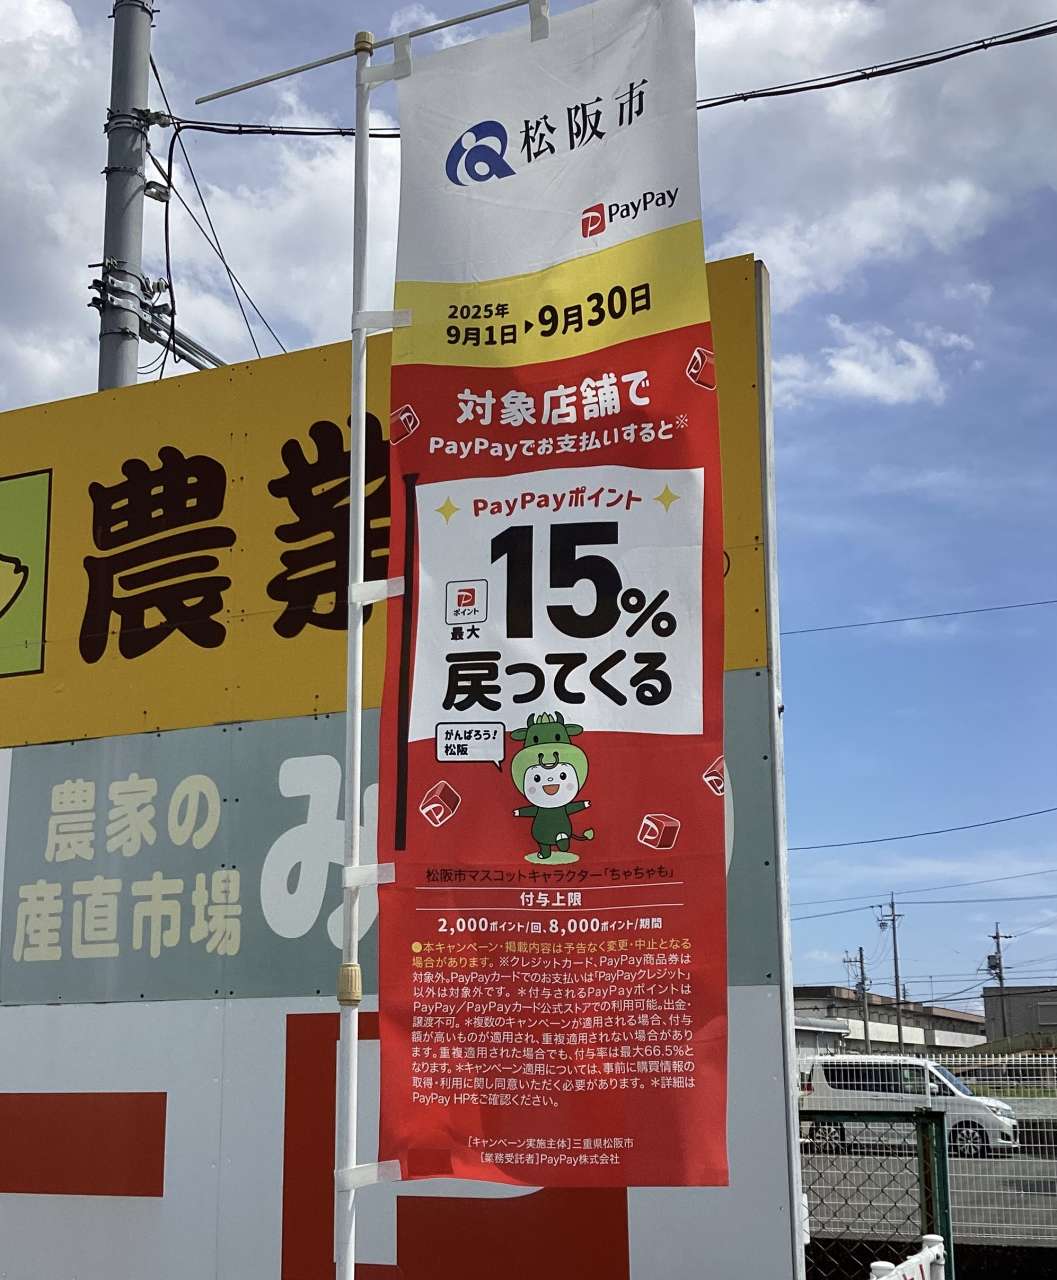 松阪市
PayPay
2025年
9月1日▶9月30日
対象店舗で
PayPayでお支払いすると※
PayPayポイント
ポイント
最大
15%
戻ってくる
がんばろう!
松阪
松阪市マスコットキャラクター「ちゃちゃも」
付与上限
2,000ポイント/回、8,000ポイント/期間
●本キャンペーン・掲載内容は予告なく変更・中止となる
場合があります。※クレジットカード、PayPay商品券は
対象外。PayPayカードでのお支払いは「PayPayクレジット」
以外は対象外です。＊付与されるPayPayポイントは
PayPay／PayPayカード公式ストアでの利用可能。出金・
譲渡不可。＊複数のキャンペーンが適用される場合、付与
額が高いものが適用され、重複適用されない場合があり
ます。重複適用された場合でも、付与率は最大66.5%と
なります。＊キャンペーン適用については、事前に購買情報の
取得・利用に関し同意いただく必要があります。＊詳細は
PayPay HPをご確認ください。
[キャンペーン実施主体]三重県松阪市
[業務受託者]PayPay株式会社
農業
農家の
産直市場
み